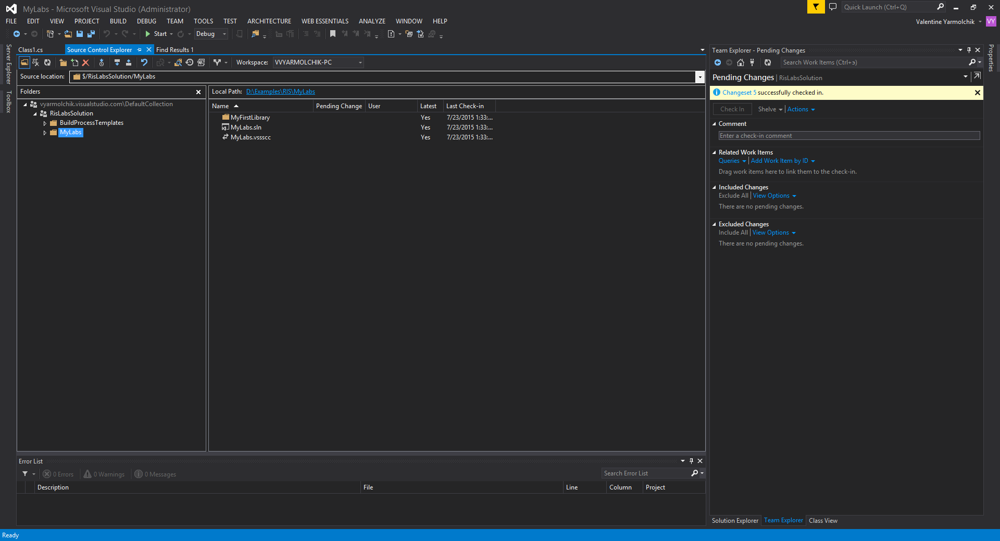 MyLabs - Microsoft Visual Studio (Administrator)
Quick Launch (Ctrl+Q)
FILE EDIT VIEW PROJECT BUILD DEBUG TEAM TOOLS TEST ARCHITECTURE WEB ESSENTIALS ANALYZE WINDOW HELP
Valentine Yarmolchik VY
Start Debug
Server Explorer
Toolbox
Class1.cs Source Control Explorer Find Results 1
Workspace: VVYARMOLCHIK-PC
Source location: $/RisLabsSolution/MyLabs
Folders
vyarmolchik.visualstudio.com\DefaultCollection
RisLabsSolution
BuildProcessTemplates
MyLabs
Local Path: D:\Examples\RIS\MyLabs
Name Pending Change User Latest Last Check-in
MyFirstLibrary Yes 7/23/2015 1:33:...
MyLabs.sln Yes 7/23/2015 1:33:...
MyLabs.vssscc Yes 7/23/2015 1:33:...
Error List
0 Errors 0 Warnings 0 Messages
Search Error List
Description File Line Column Project
Team Explorer - Pending Changes
Search Work Items (Ctrl+э)
Pending Changes | RisLabsSolution
Changeset 5 successfully checked in.
Check In Shelve Actions
Comment
Enter a check-in comment
Related Work Items
Queries Add Work Item by ID
Drag work items here to link them to the check-in.
Included Changes
Exclude All View Options
There are no pending changes.
Excluded Changes
Include All View Options
There are no pending changes.
Solution Explorer Team Explorer Class View
Properties
Ready